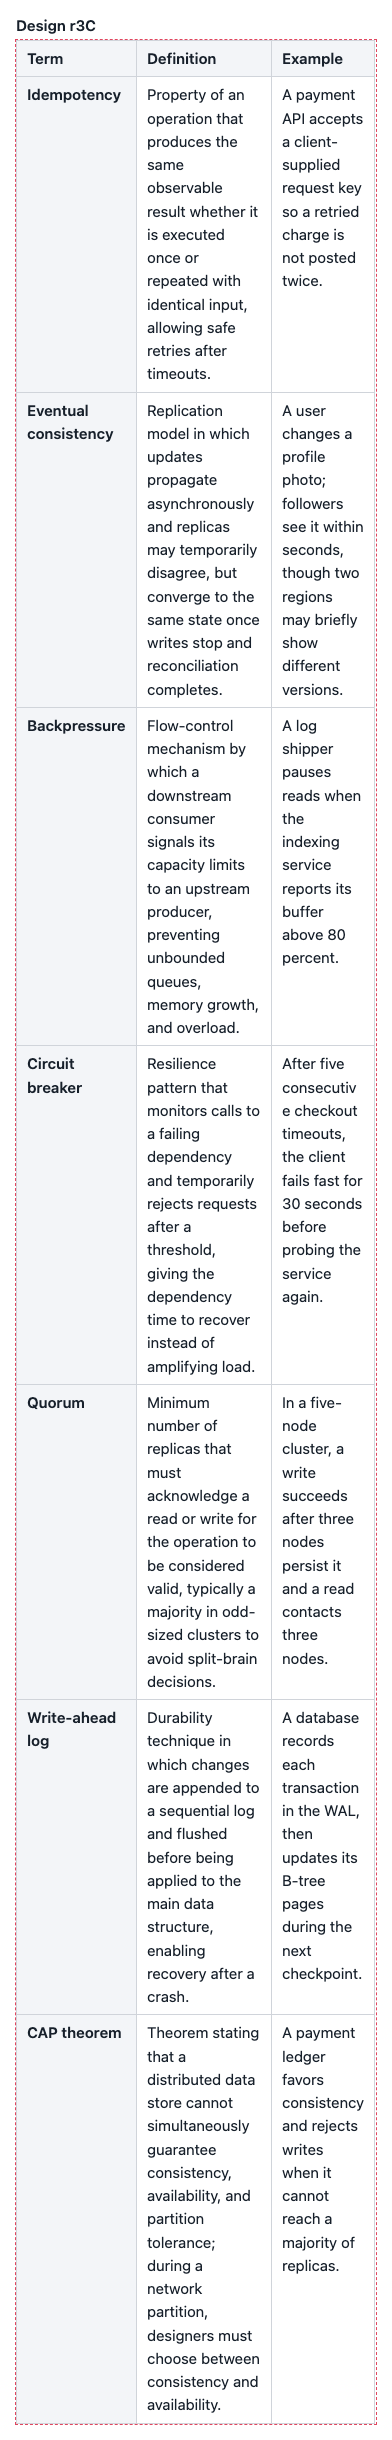 Design r3C
Term
Definition
Example
Idempotency
Property of an
operation that
produces the
same
observable
result whether it
is executed
once or
repeated with
identical input,
allowing safe
retries after
timeouts.
A payment
API accepts
a client-
supplied
request key
so a retried
charge is
not posted
twice.
Eventual
consistency
Replication
model in which
updates
propagate
asynchronously
and replicas
may temporarily
disagree, but
converge to the
same state once
writes stop and
reconciliation
completes.
A user
changes a
profile
photo;
followers
see it within
seconds,
though two
regions
may briefly
show
different
versions.
Backpressure
Flow-control
mechanism by
which a
downstream
consumer
signals its
capacity limits
to an upstream
producer,
preventing
unbounded
queues,
memory growth,
and overload.
A log
shipper
pauses
reads when
the
indexing
service
reports its
buffer
above 80
percent.
Circuit
breaker
Resilience
pattern that
monitors calls to
a failing
dependency
and temporarily
rejects requests
after a
threshold,
giving the
dependency
time to recover
instead of
amplifying load.
After five
consecutiv
e checkout
timeouts,
the client
fails fast for
30 seconds
before
probing the
service
again.
Quorum
Minimum
number of
replicas that
must
acknowledge a
read or write for
the operation to
be considered
valid, typically a
majority in odd-
sized clusters to
avoid split-brain
decisions.
In a five-
node
cluster, a
write
succeeds
after three
nodes
persist it
and a read
contacts
three
nodes.
Write-ahead
log
Durability
technique in
which changes
are appended to
a sequential log
and flushed
before being
applied to the
main data
structure,
enabling
recovery after a
crash.
A database
records
each
transaction
in the WAL,
then
updates its
B-tree
pages
during the
next
checkpoint.
CAP theorem
Theorem stating
that a
distributed data
store cannot
simultaneously
guarantee
consistency,
availability, and
partition
tolerance;
during a
network
partition,
designers must
choose between
consistency and
availability.
A payment
ledger
favors
consistency
and rejects
writes
when it
cannot
reach a
majority of
replicas.